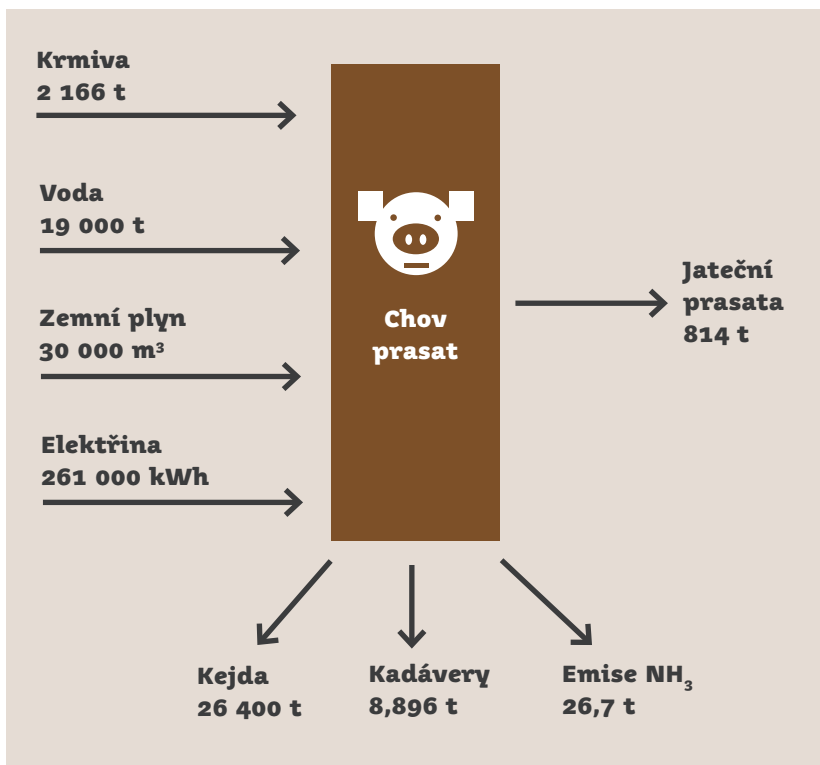 Krmiva
2 166 t
Voda
19 000 t
Zemní plyn
30 000 m³
Elektřina
261 000 kWh
Chov
prasat
Jateční
prasata
814 t
Kejda
26 400 t
Kadávery
8,896 t
Emise NH₃
26,7 t